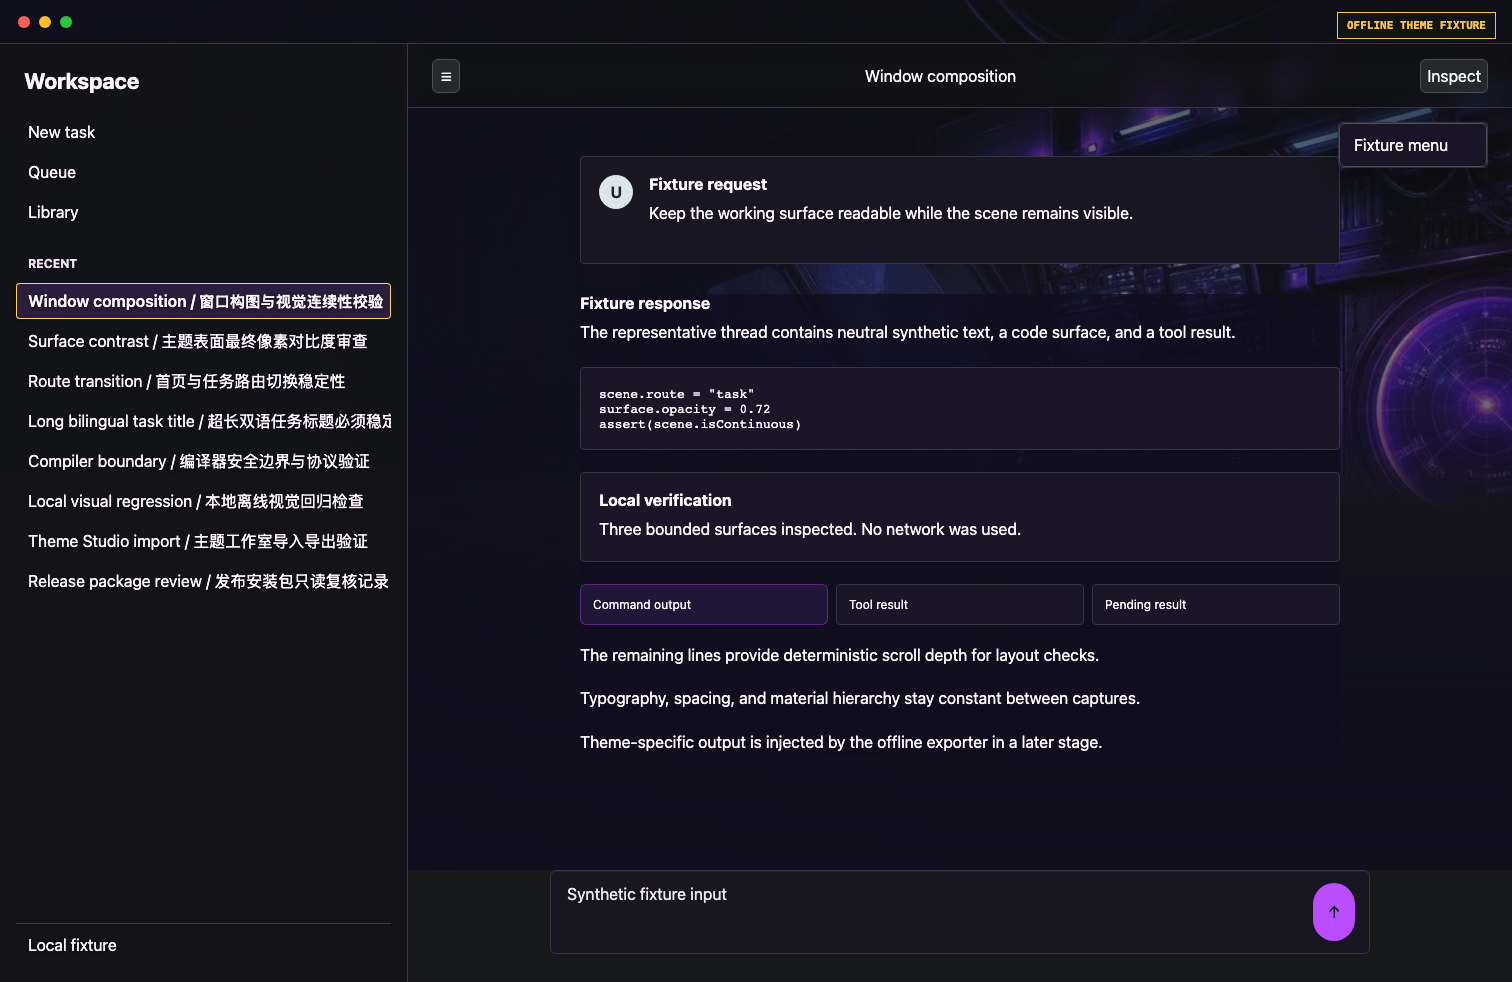 OFFLINE THEME FIXTURE
Workspace
New task
Queue
Library
RECENT
Window composition / 窗口构图与视觉连续性校验
Surface contrast / 主题表面最终像素对比度审查
Route transition / 首页与任务路由切换稳定性
Long bilingual task title / 超长双语任务标题必须稳定
Compiler boundary / 编译器安全边界与协议验证
Local visual regression / 本地离线视觉回归检查
Theme Studio import / 主题工作室导入导出验证
Release package review / 发布安装包只读复核记录
Local fixture
Window composition
Inspect
Fixture menu
U
Fixture request
Keep the working surface readable while the scene remains visible.
Fixture response
The representative thread contains neutral synthetic text, a code surface, and a tool result.
scene.route = "task"
surface.opacity = 0.72
assert(scene.isContinuous)
Local verification
Three bounded surfaces inspected. No network was used.
Command output
Tool result
Pending result
The remaining lines provide deterministic scroll depth for layout checks.
Typography, spacing, and material hierarchy stay constant between captures.
Theme-specific output is injected by the offline exporter in a later stage.
Synthetic fixture input